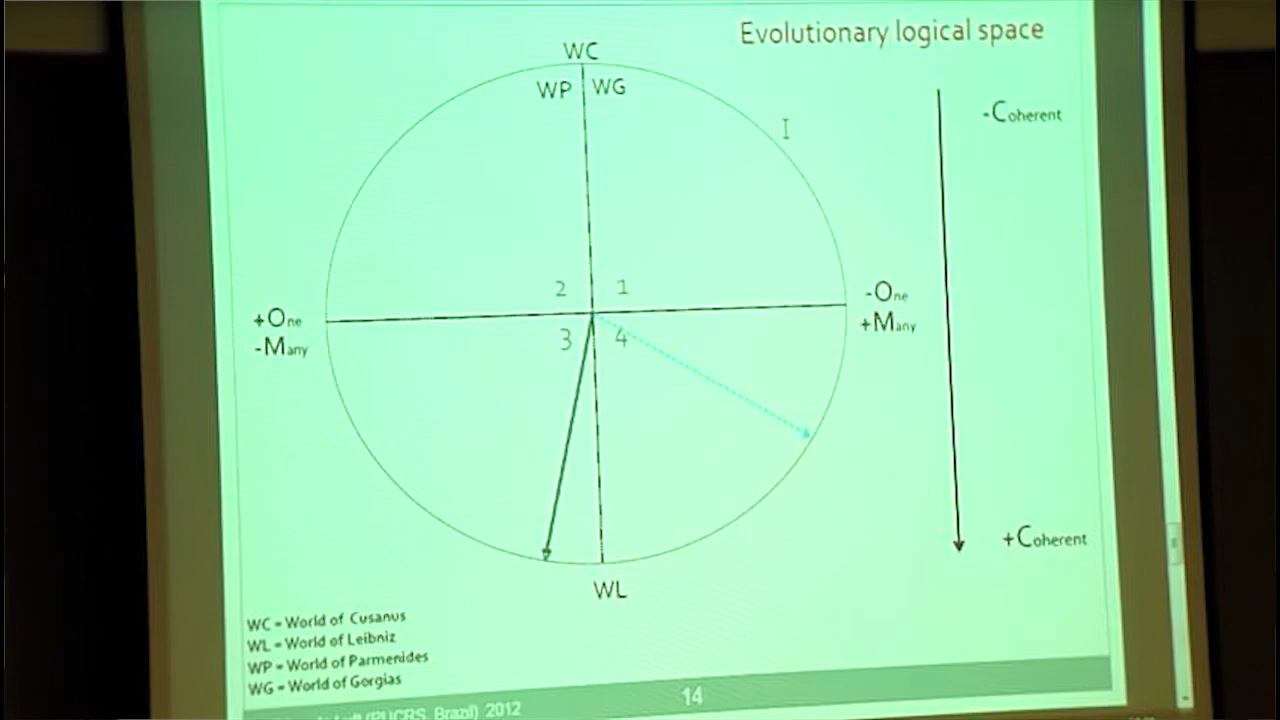 Evolutionary logical space
WC
WP WG
-Coherent
2 1
+One
-Many
-One
+Many
3 4
+Coherent
WL
WC = World of Cusanus
WL = World of Leibniz
WP = World of Parmenides
WG = World of Gorgias
(PUCRS, Brazil) 2012
14